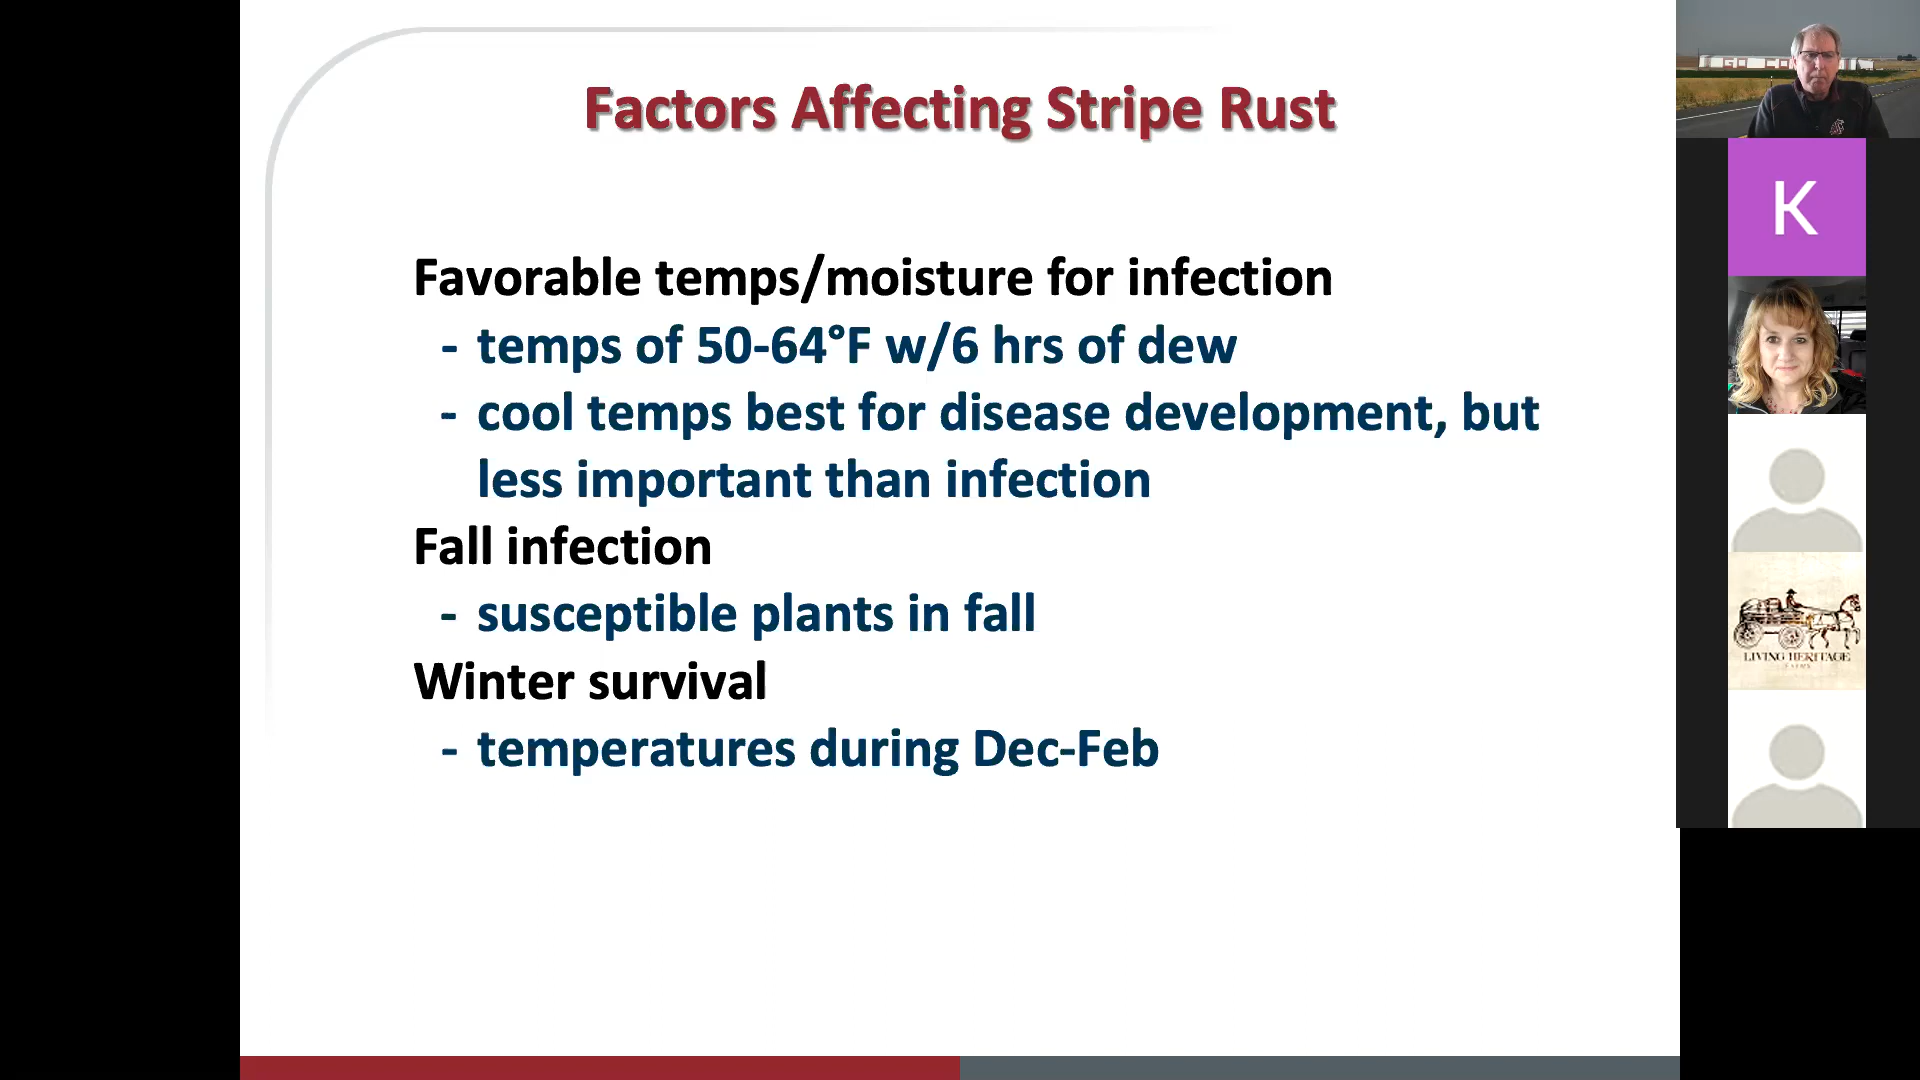 Factors Affecting Stripe Rust
Favorable temps/moisture for infection
- temps of 50-64°F w/6 hrs of dew
- cool temps best for disease development, but
less important than infection
Fall infection
- susceptible plants in fall
Winter survival
- temperatures during Dec-Feb
K
LIVING HERITAGE